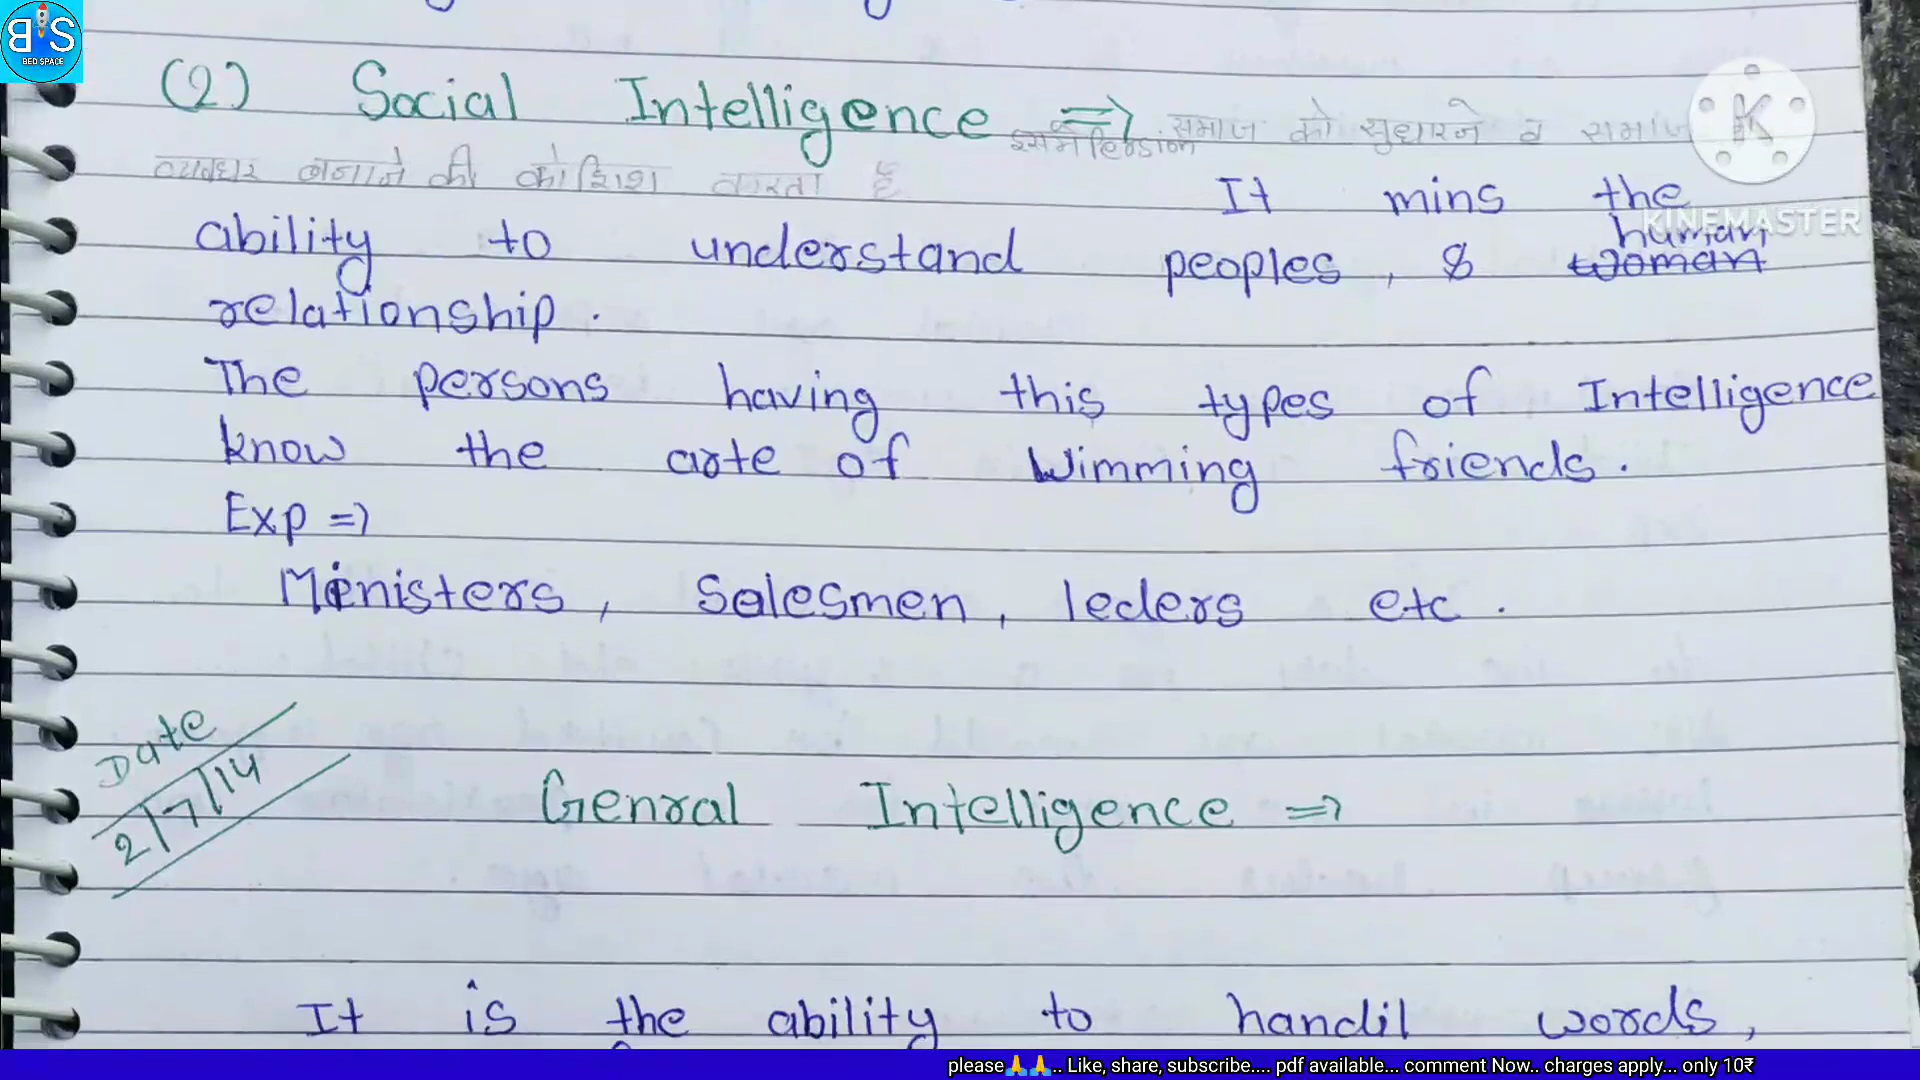 BS
BED SPACE
(2) Social Intelligence ⇒ समाज को सुधारने व समाज
व्यवहार बनाने की कोशिश करता है
It mins the
KINEMASTER
human
ability to understand peoples, & woman
relationship.
The persons having this types of Intelligence
know the arte of wimming friends.
Exp ⇒
Ministers, Salesmen, leders etc.
Date
2/7/14
Genral Intelligence ⇒
It is the ability to handil words,
please🙏🙏.. Like, share, subscribe.... pdf available... comment Now.. charges apply... only 10₹